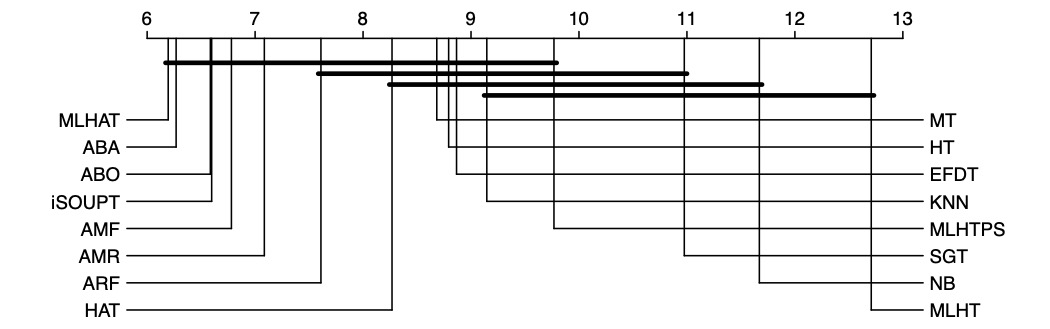 6 7 8 9 10 11 12 13
MLHAT MT
ABA HT
ABO EFDT
iSOUPT KNN
AMF MLHTPS
AMR SGT
ARF NB
HAT MLHT